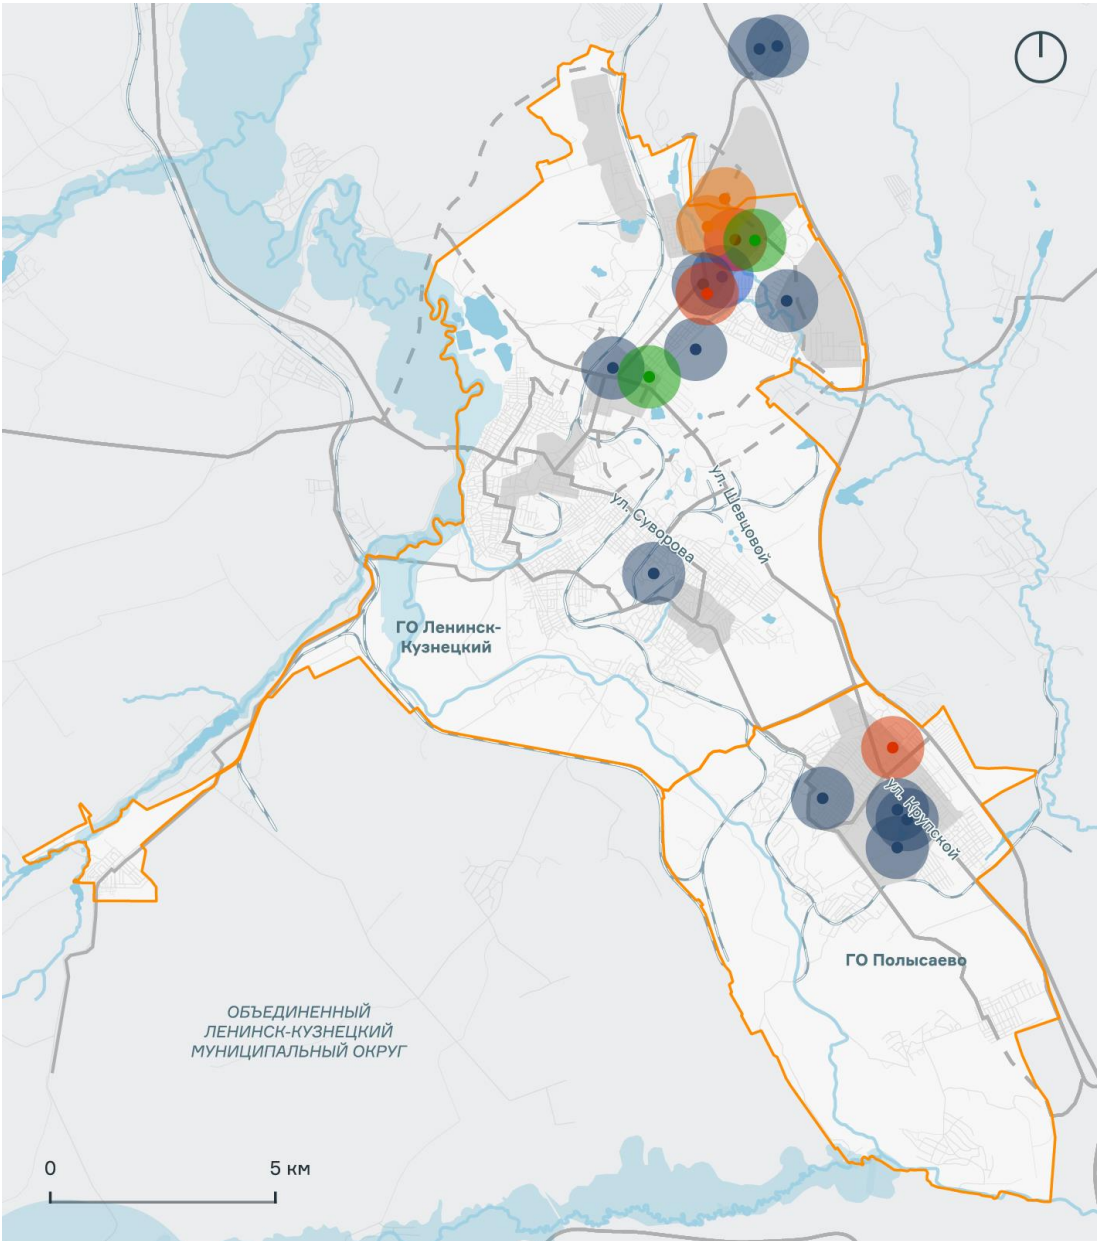 ул. Шевцовой
ул. Суворова
ГО Ленинск-
Кузнецкий
ул. Крупской
ГО Полысаево
ОБЪЕДИНЕННЫЙ
ЛЕНИНСК-КУЗНЕЦКИЙ
МУНИЦИПАЛЬНЫЙ ОКРУГ
0 5 км